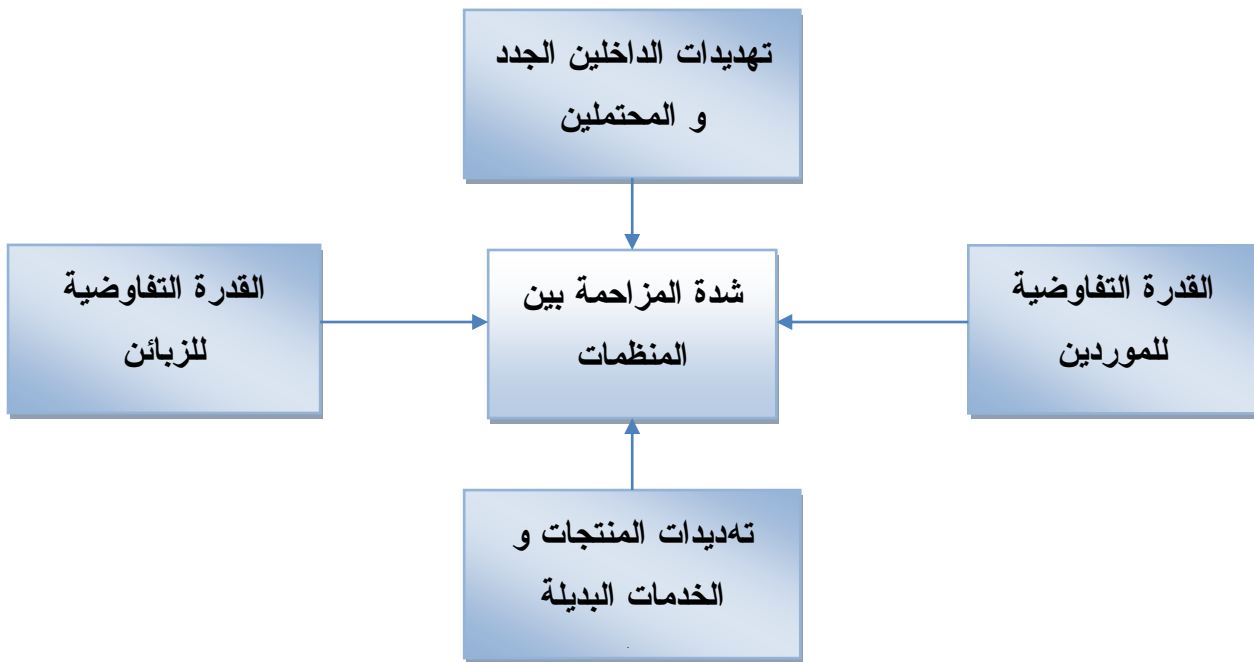 تهديدات الداخلين الجدد
و المحتملين
القدرة التفاوضية
للموردين
شدة المزاحمة بين
المنظمات
القدرة التفاوضية
للزبائن
تهديدات المنتجات و
الخدمات البديلة
.